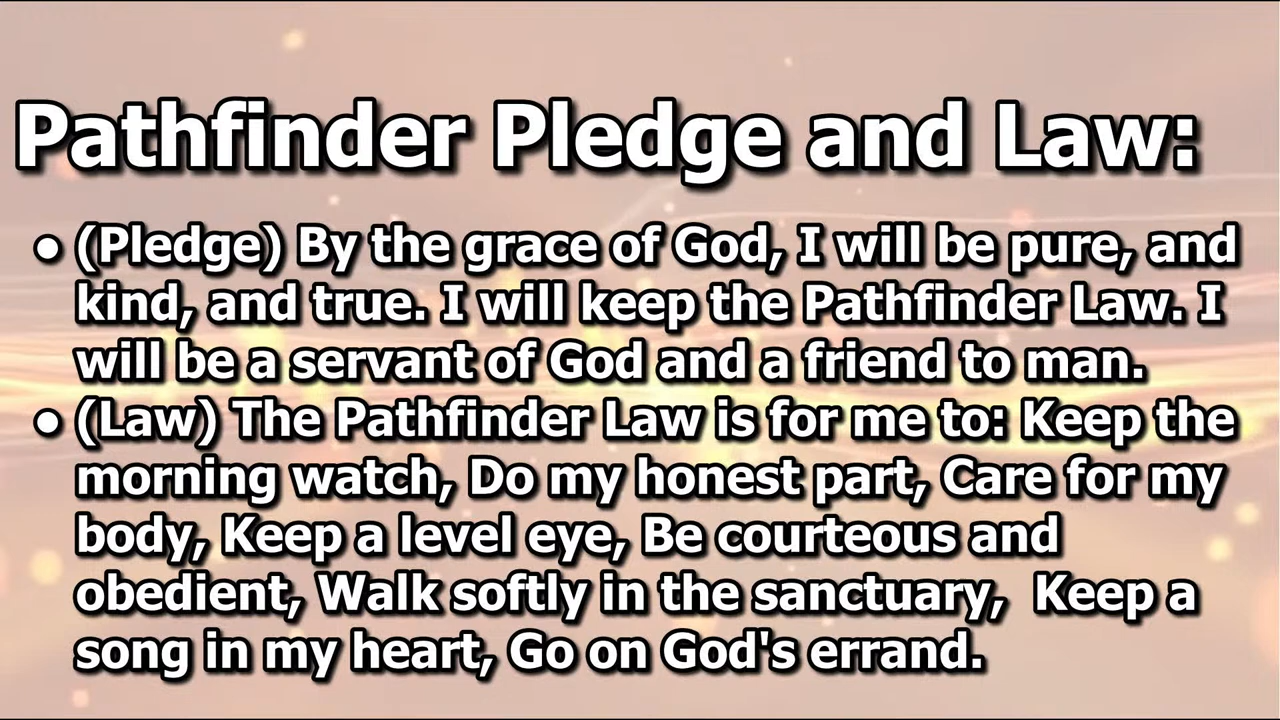 Pathfinder Pledge and Law:
● (Pledge) By the grace of God, I will be pure, and
kind, and true. I will keep the Pathfinder Law. I
will be a servant of God and a friend to man.
● (Law) The Pathfinder Law is for me to: Keep the
morning watch, Do my honest part, Care for my
body, Keep a level eye, Be courteous and
obedient, Walk softly in the sanctuary,  Keep a
song in my heart, Go on God's errand.